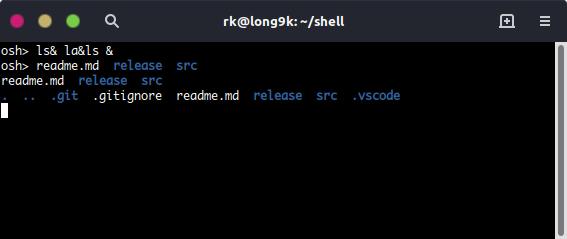 rk@long9k: ~/shell
osh> ls& la&ls &
osh> readme.md  release  src
readme.md  release  src
.  ..  .git  .gitignore  readme.md  release  src  .vscode